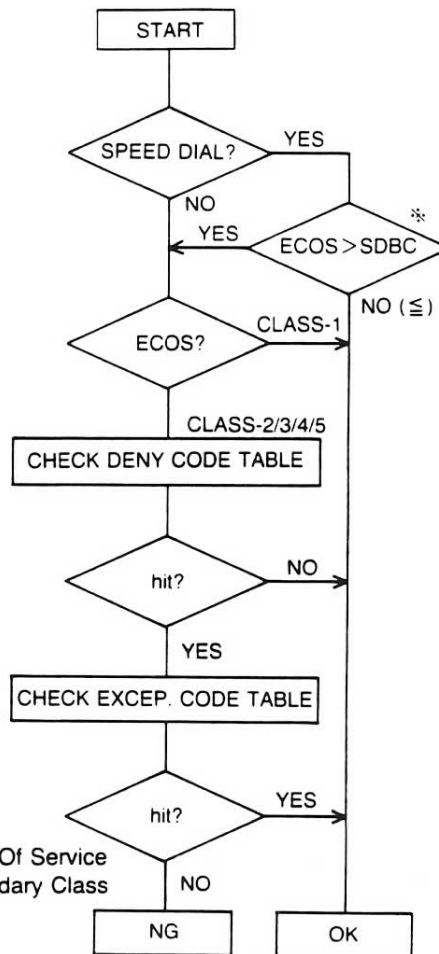 START
SPEED DIAL?
YES
NO
※
YES
ECOS>SDBC
NO (≦)
ECOS?
CLASS-1
CLASS-2/3/4/5
CHECK DENY CODE TABLE
hit?
NO
YES
CHECK EXCEP. CODE TABLE
hit?
YES
Of Service
Class
NO
NG
OK